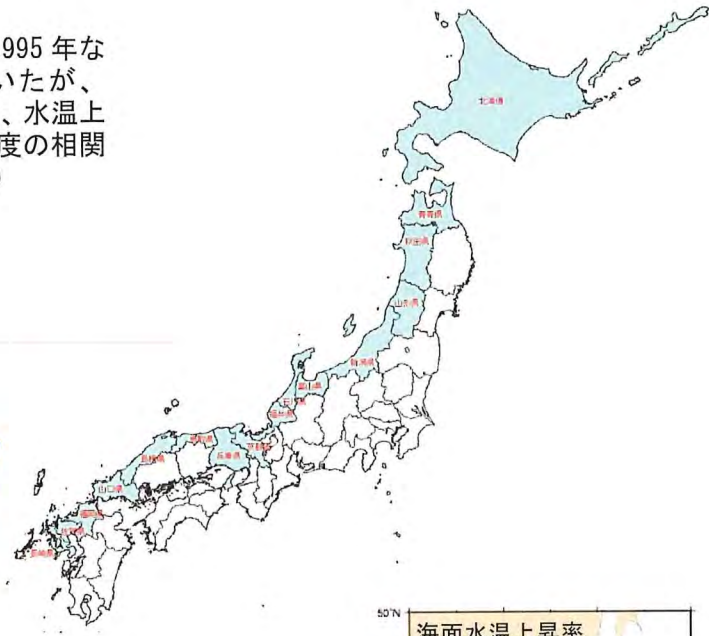 995 年な
いたが、
、水温上
度の相関
北海道
青森県
秋田県
山形県
新潟県
富山県
石川県
福井県
鳥取県
京都府
兵庫県
島根県
山口県
福岡県
佐賀県
長崎県
50°N
海面水温上昇率